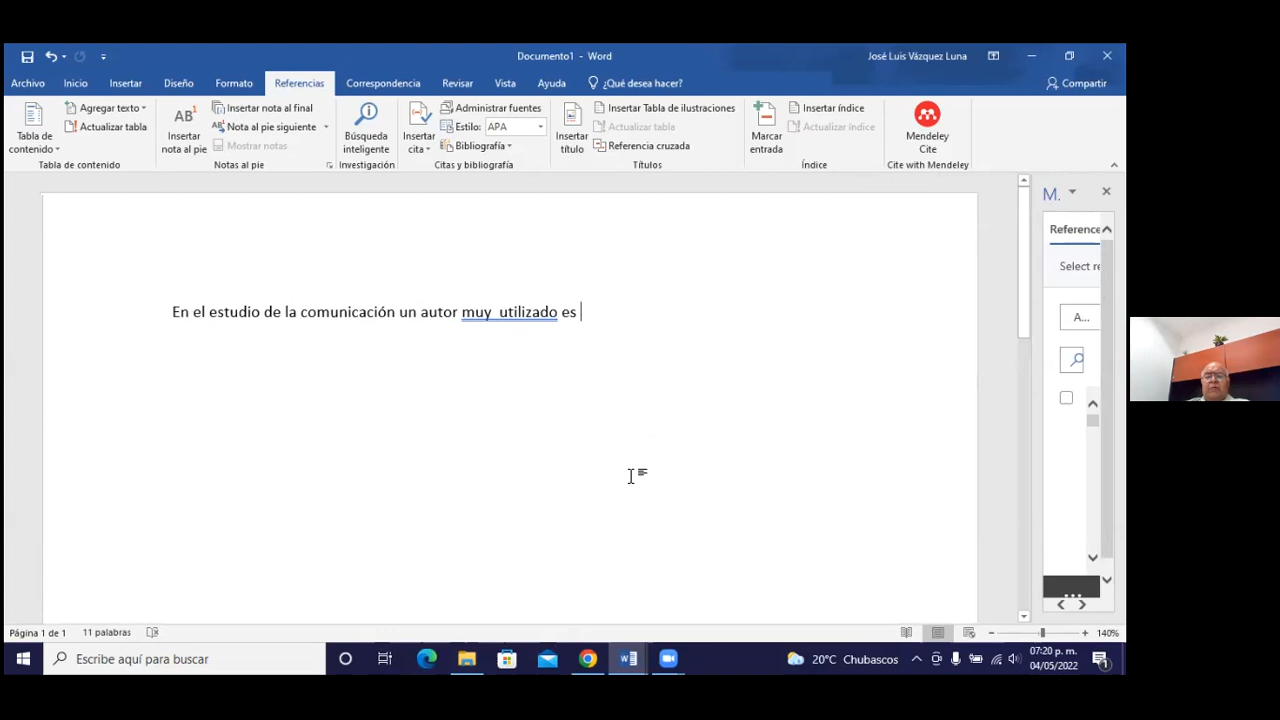 Documento1 - Word
José Luis Vázquez Luna
Archivo Inicio Insertar Diseño Formato Referencias Correspondencia Revisar Vista Ayuda ¿Qué desea hacer? Compartir
Tabla de contenido
Agregar texto
Actualizar tabla
Tabla de contenido
AB1
Insertar nota al pie
Insertar nota al final
Nota al pie siguiente
Mostrar notas
Notas al pie
Búsqueda inteligente
Investigación
Insertar cita
Administrar fuentes
Estilo: APA
Bibliografía
Citas y bibliografía
Insertar título
Insertar Tabla de ilustraciones
Actualizar tabla
Referencia cruzada
Títulos
Marcar entrada
Insertar índice
Actualizar índice
Índice
Mendeley Cite
Cite with Mendeley
M.
Reference
Select re
A...
En el estudio de la comunicación un autor muy  utilizado es
Página 1 de 1 11 palabras 140%
Escribe aquí para buscar
20°C Chubascos
07:20 p. m.
04/05/2022
1